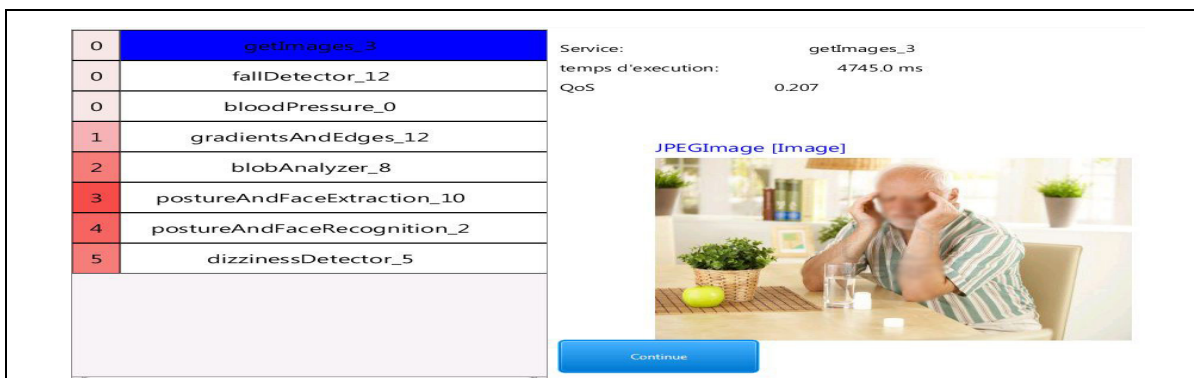 0 getImages_3
0 fallDetector_12
0 bloodPressure_0
1 gradientsAndEdges_12
2 blobAnalyzer_8
3 postureAndFaceExtraction_10
4 postureAndFaceRecognition_2
5 dizzinessDetector_5
Service: getImages_3
temps d'execution: 4745.0 ms
QoS 0.207
JPEGImage [Image]
Continue